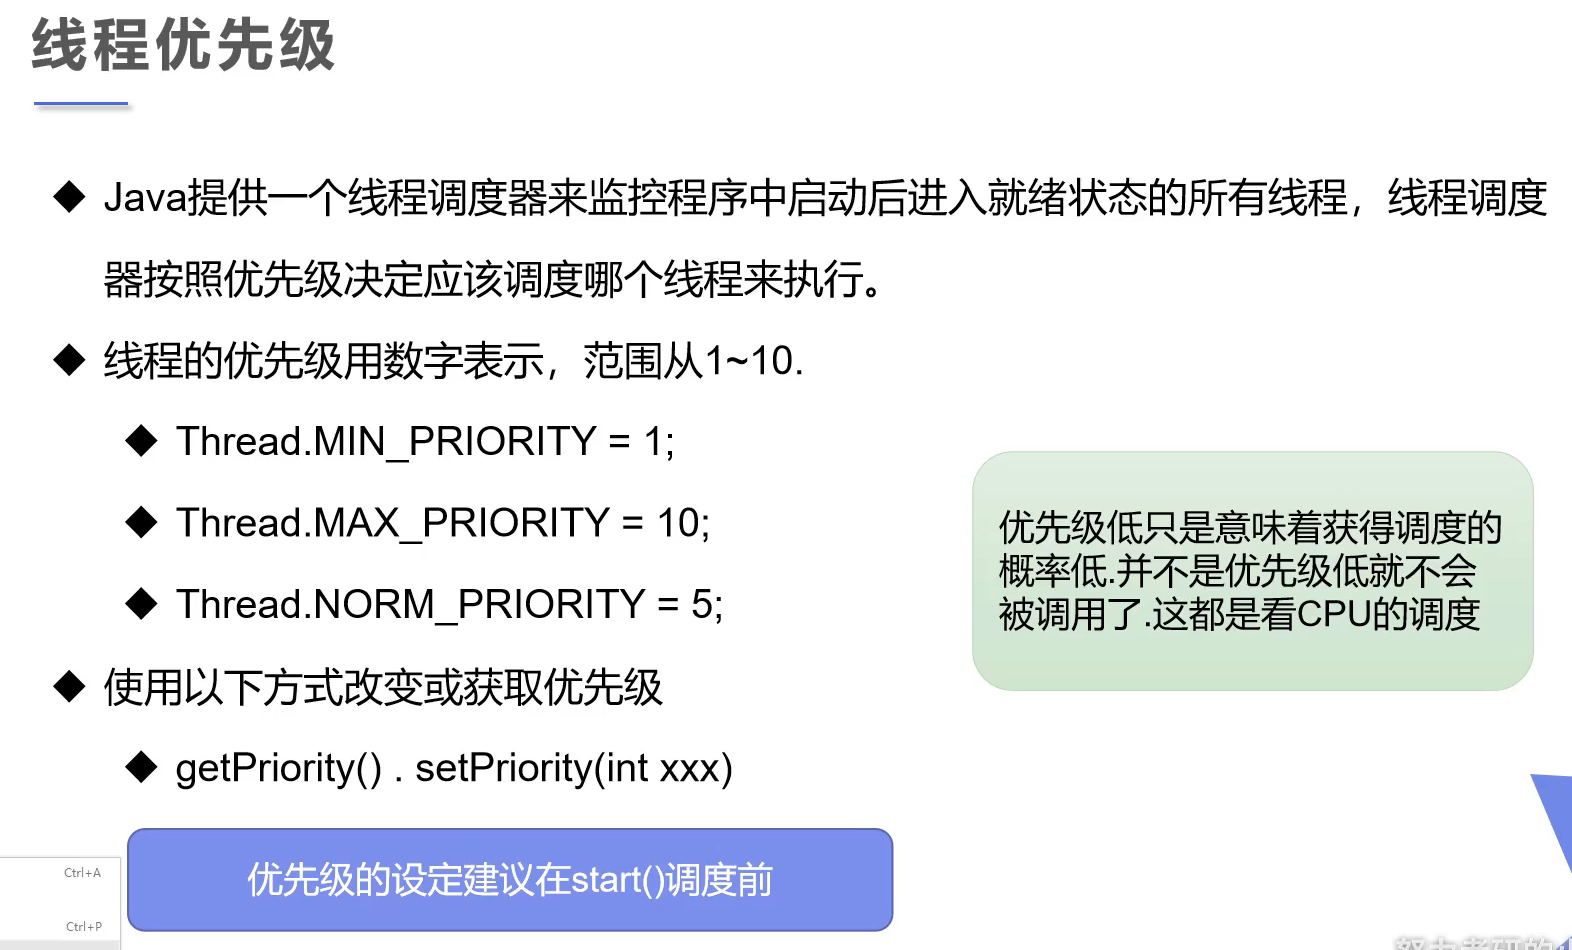 线程优先级
Java提供一个线程调度器来监控程序中启动后进入就绪状态的所有线程，线程调度
器按照优先级决定应该调度哪个线程来执行。
线程的优先级用数字表示，范围从1~10.
Thread.MIN_PRIORITY = 1;
Thread.MAX_PRIORITY = 10;
Thread.NORM_PRIORITY = 5;
优先级低只是意味着获得调度的
概率低.并不是优先级低就不会
被调用了.这都是看CPU的调度
使用以下方式改变或获取优先级
getPriority() . setPriority(int xxx)
优先级的设定建议在start()调度前
Ctrl+A
Ctrl+P